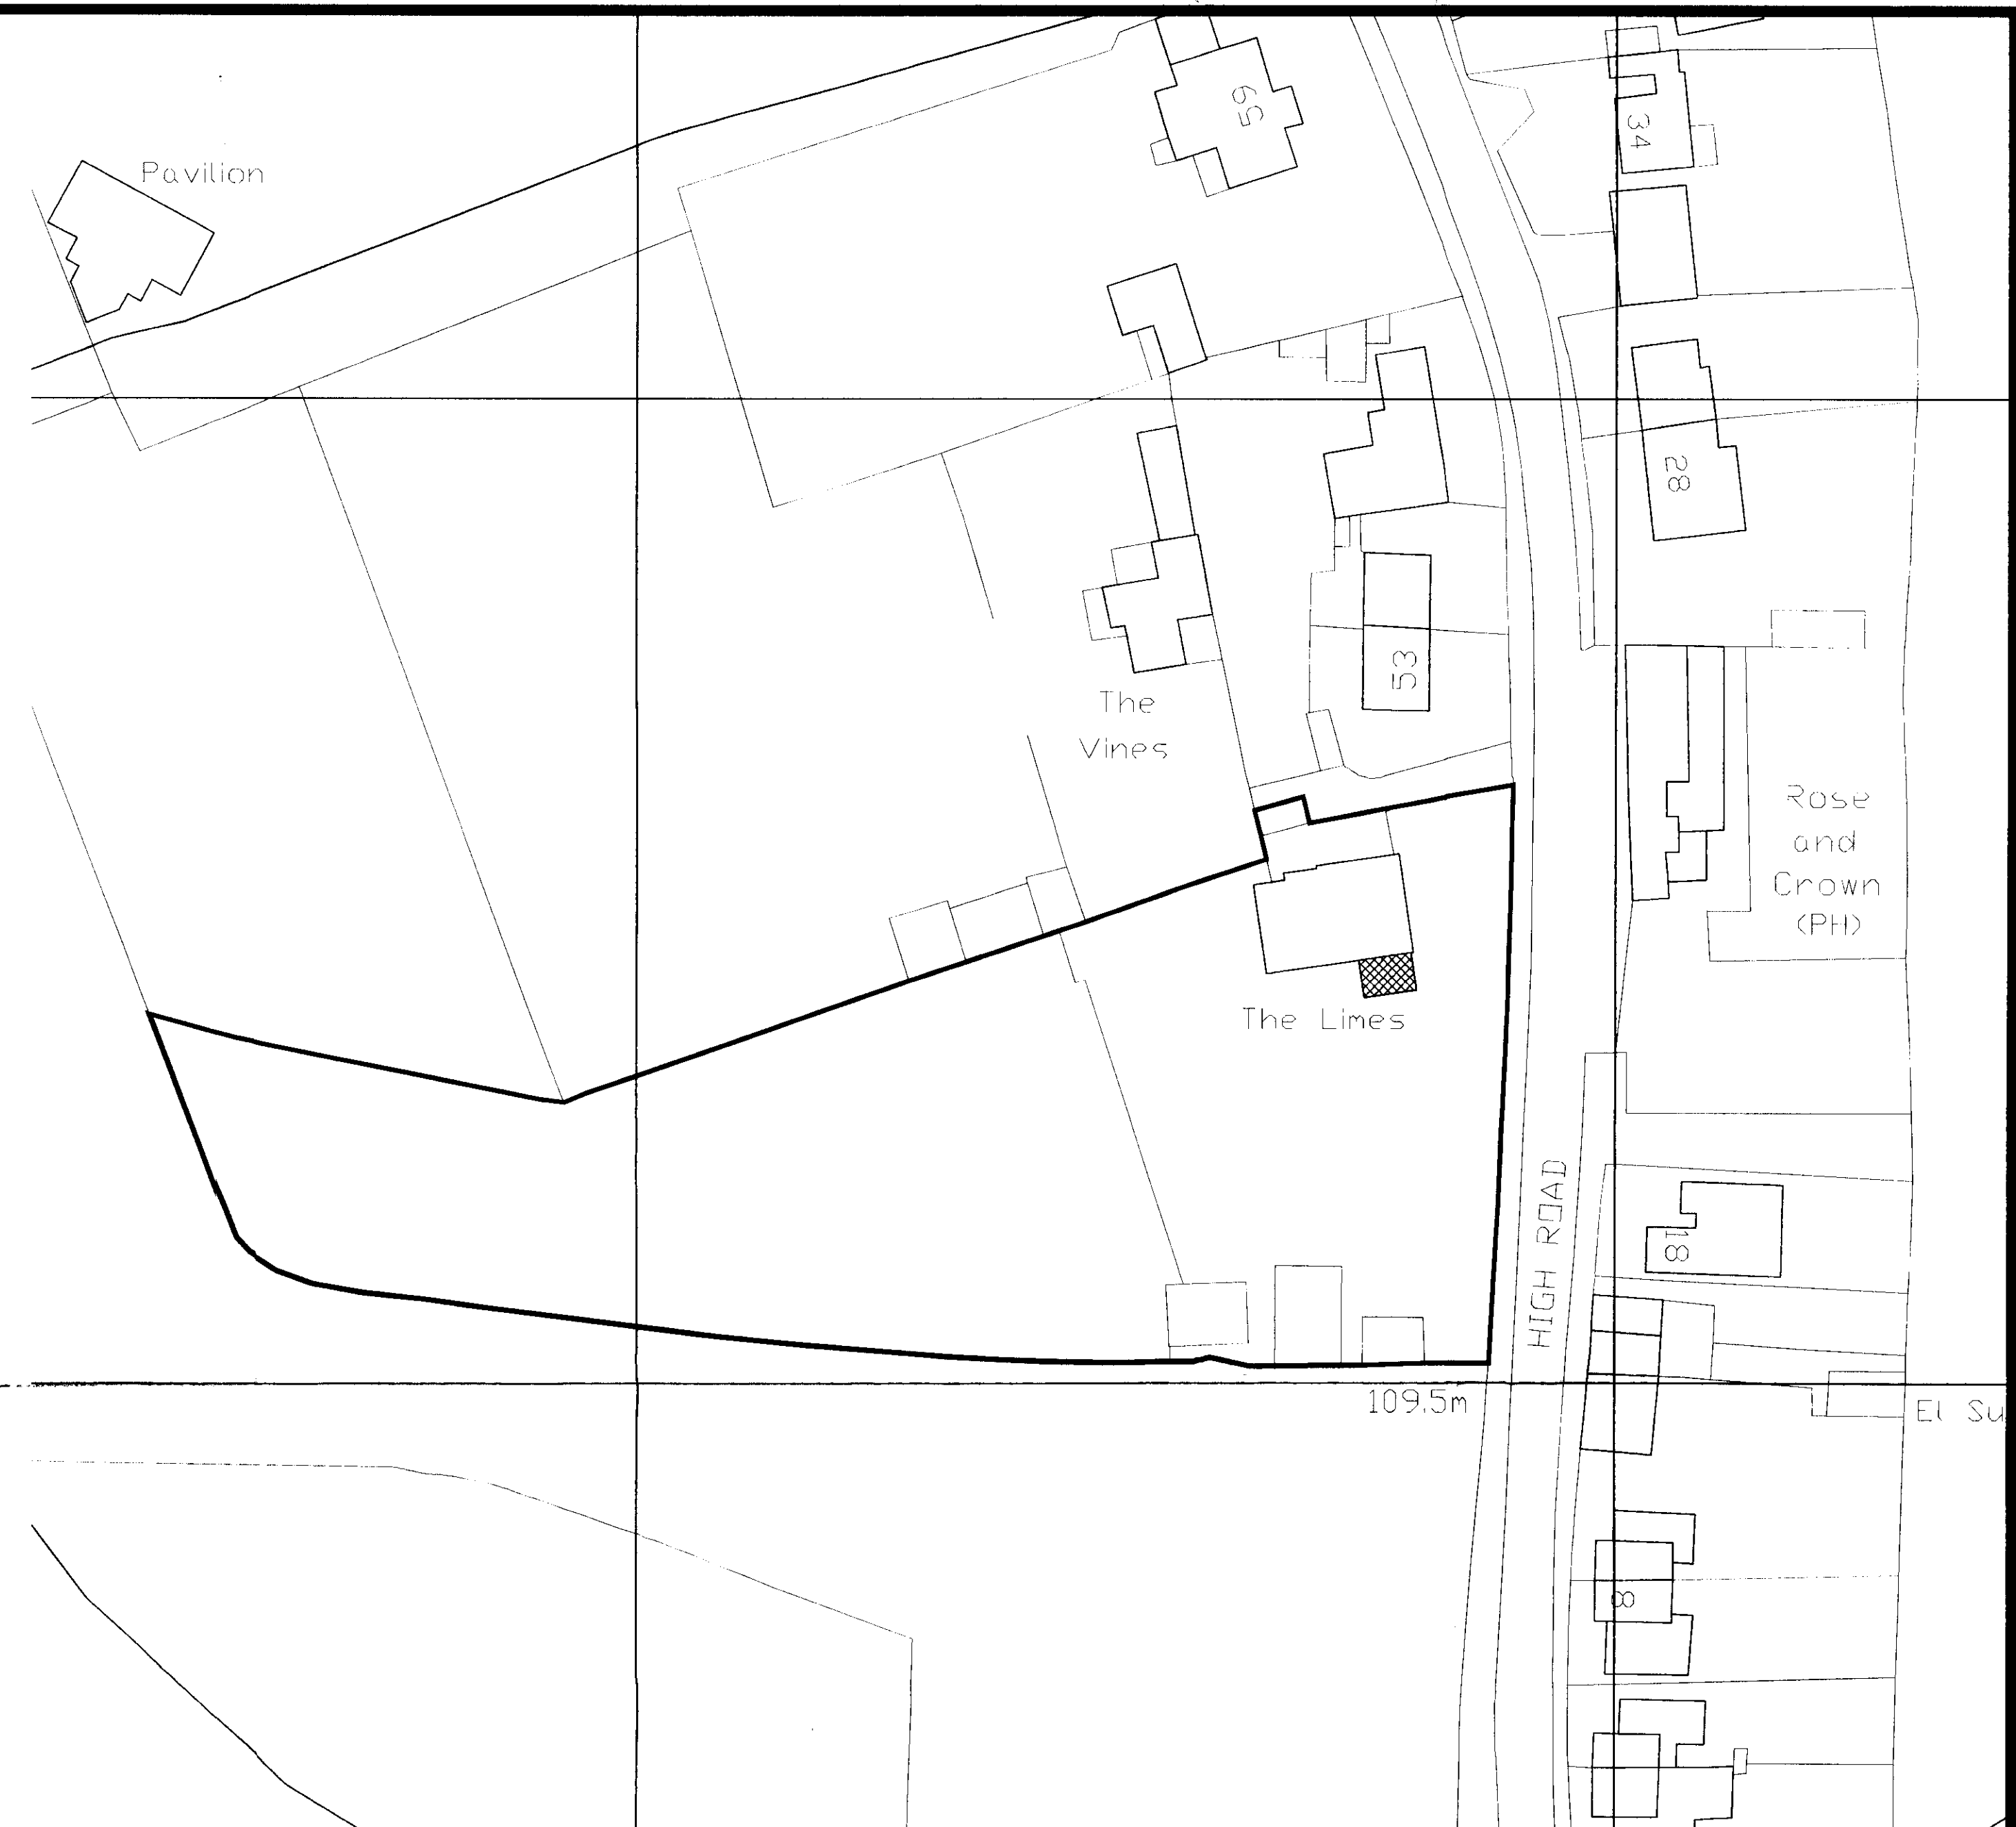 Pavilion
65
34
28
The
Vines
53
Rose
and
Crown
(PH)
The Limes
HIGH ROAD
18
109.5m
El Su
8